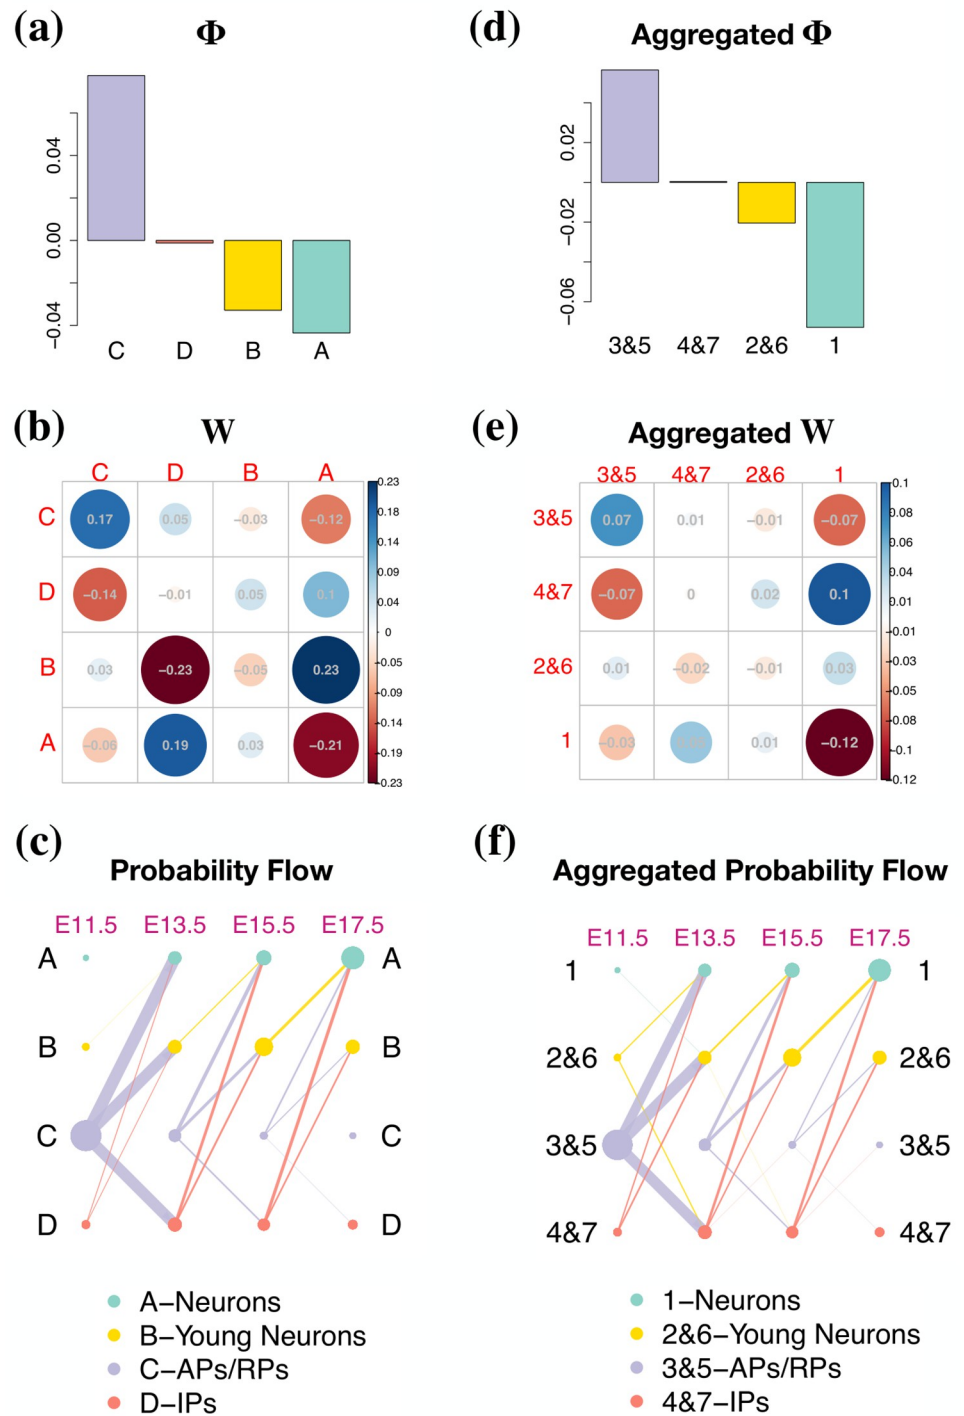 (a) Φ
0.04
0.00
−0.04
C D B A
(d) Aggregated Φ
0.02
−0.02
−0.06
3&5 4&7 2&6 1
(b) W
C D B A
C 0.17 0.05 −0.03 −0.12
D −0.14 −0.01 0.05 0.1
B 0.03 −0.23 −0.05 0.23
A −0.06 0.19 0.03 −0.21
0.23
0.18
0.14
0.09
0.04
0
-0.05
-0.09
-0.14
-0.19
-0.23
(e) Aggregated W
3&5 4&7 2&6 1
3&5 0.07 0.01 −0.01 −0.07
4&7 −0.07 0 0.02 0.1
2&6 0.01 −0.02 −0.01 0.03
1 −0.03 0.01 −0.12
0.1
0.08
0.06
0.04
0.01
-0.01
-0.03
-0.05
-0.08
-0.1
-0.12
(c)
Probability Flow
E11.5 E13.5 E15.5 E17.5
A A
B B
C C
D D
A−Neurons
B−Young Neurons
C−APs/RPs
D−IPs
(f)
Aggregated Probability Flow
E11.5 E13.5 E15.5 E17.5
1 1
2&6 2&6
3&5 3&5
4&7 4&7
1−Neurons
2&6−Young Neurons
3&5−APs/RPs
4&7−IPs